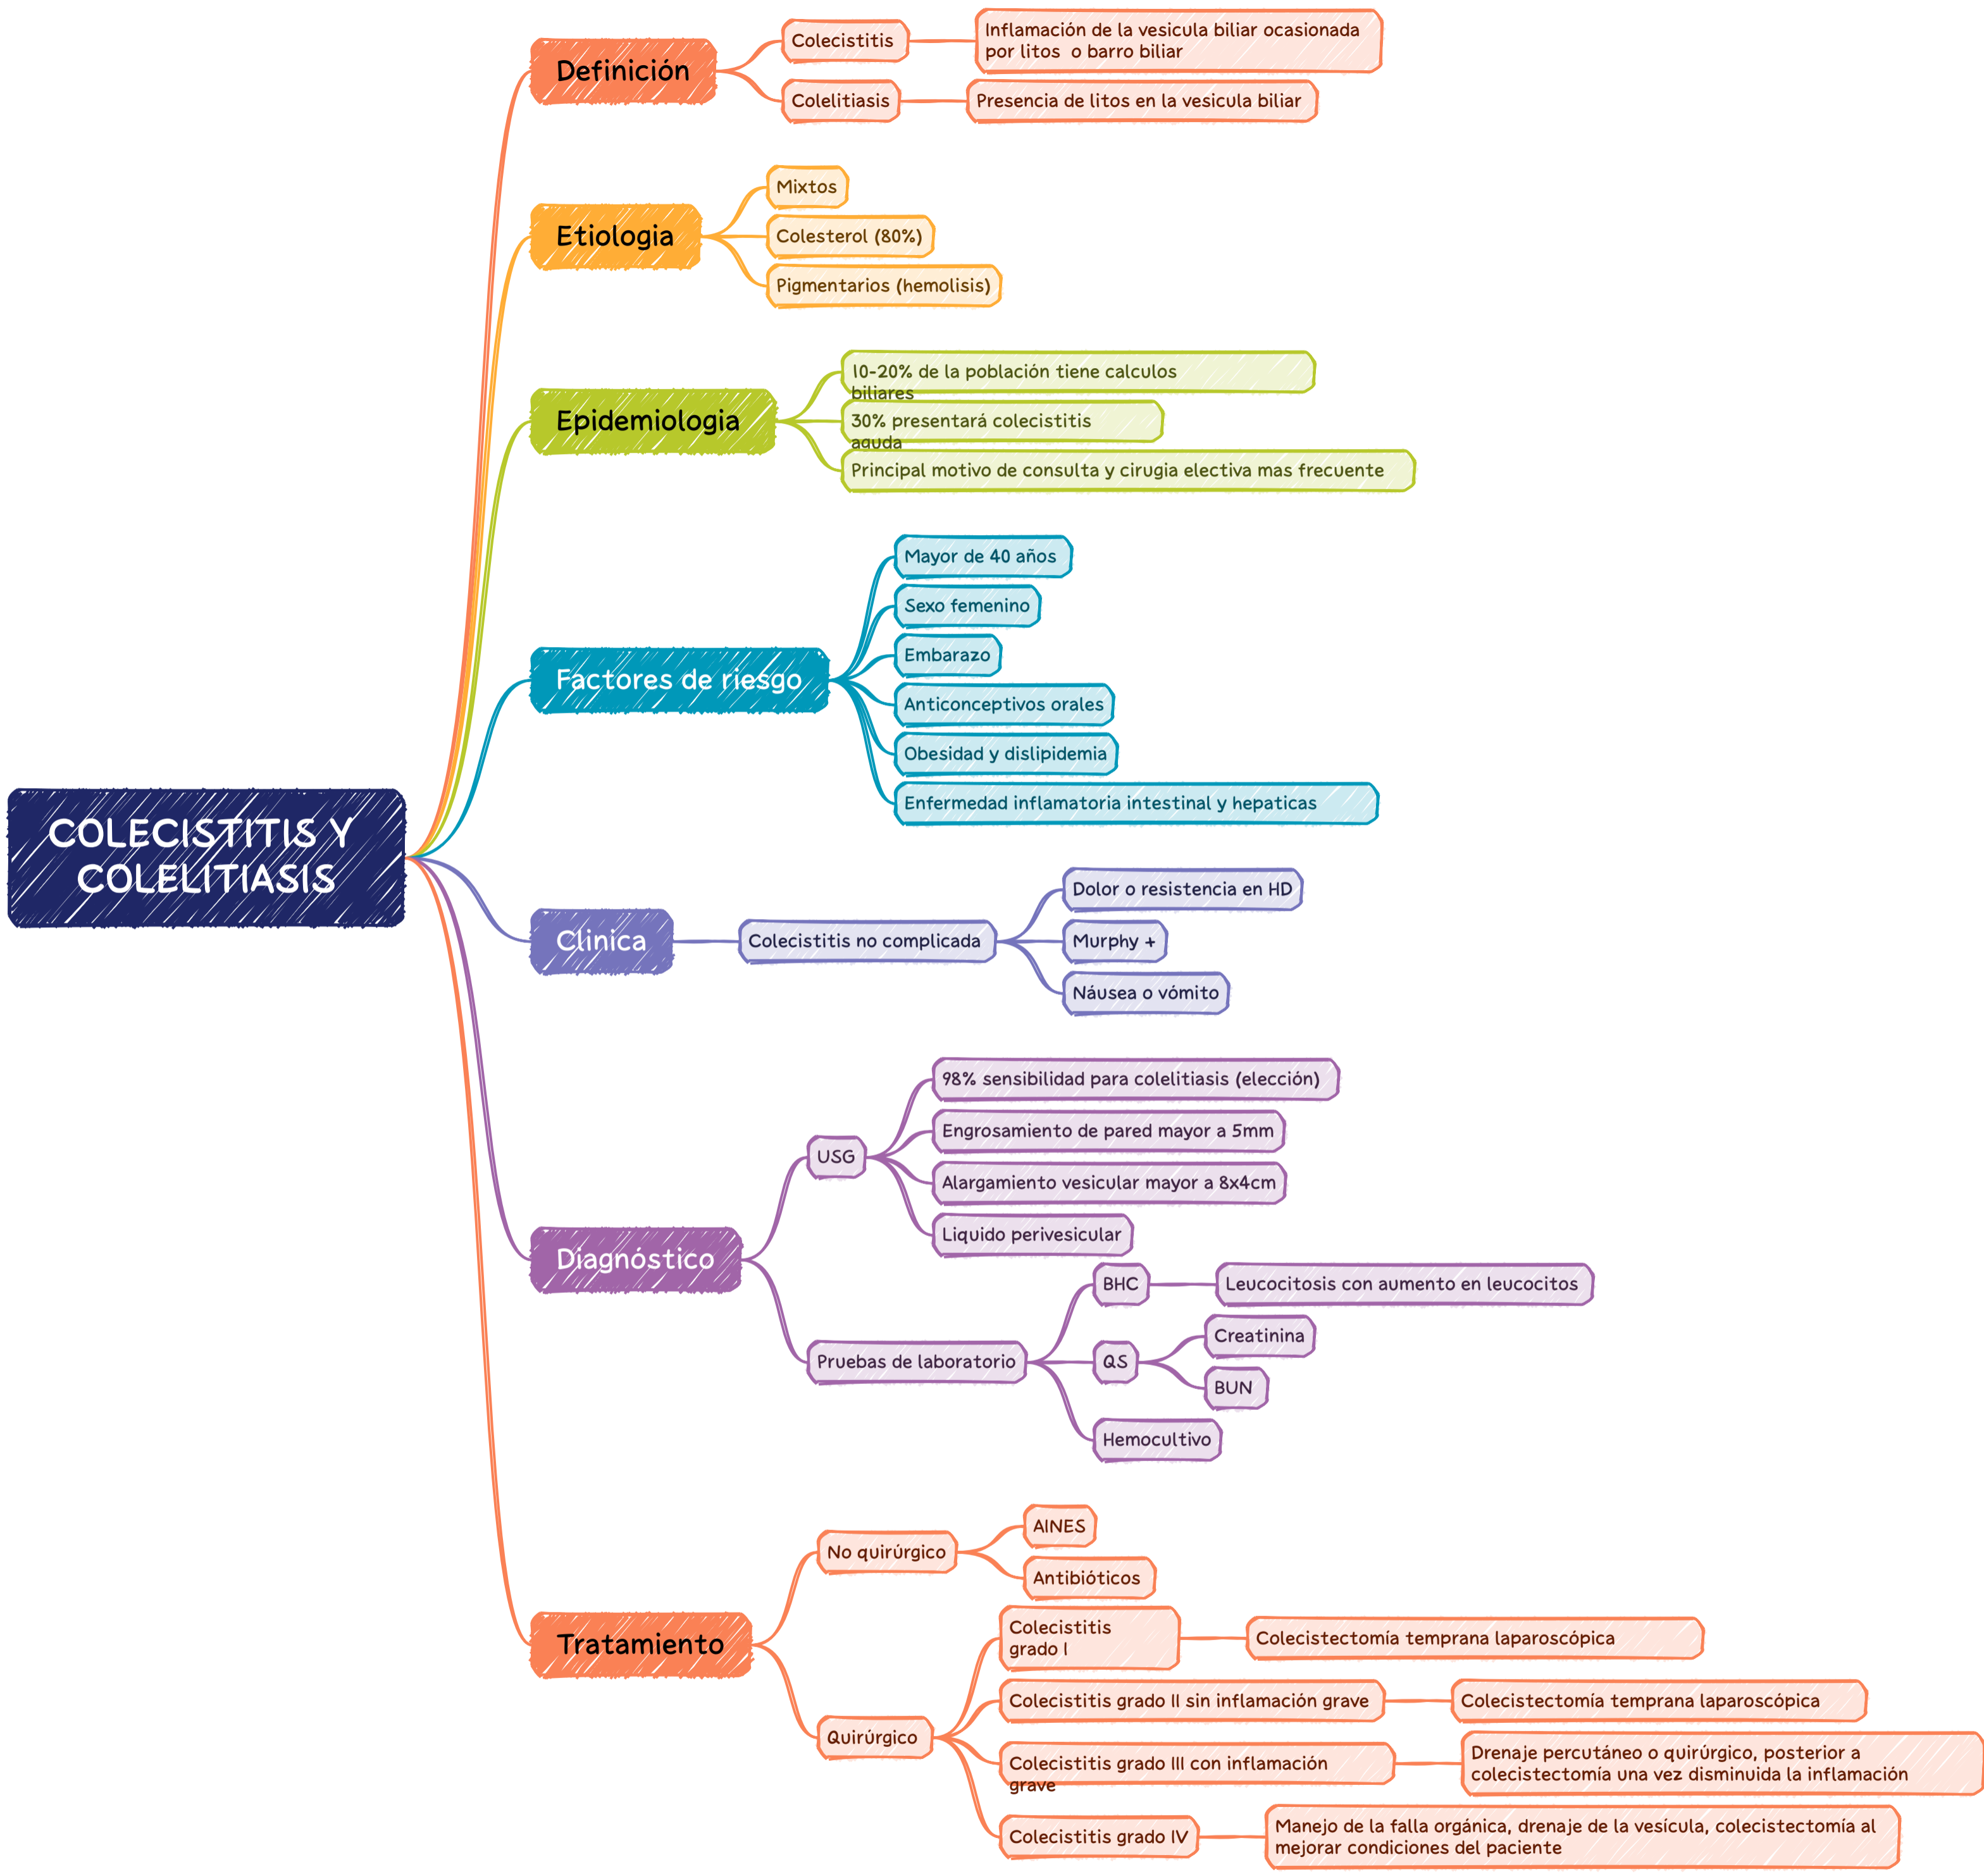 COLECISTITIS Y
COLELITIASIS
Definición
Colecistitis
Inflamación de la vesicula biliar ocasionada
por litos o barro biliar
Colelitiasis
Presencia de litos en la vesicula biliar
Etiologia
Mixtos
Colesterol (80%)
Pigmentarios (hemolisis)
Epidemiologia
10-20% de la población tiene calculos
biliares
30% presentará colecistitis
aguda
Principal motivo de consulta y cirugia electiva mas frecuente
Factores de riesgo
Mayor de 40 años
Sexo femenino
Embarazo
Anticonceptivos orales
Obesidad y dislipidemia
Enfermedad inflamatoria intestinal y hepaticas
Clinica
Colecistitis no complicada
Dolor o resistencia en HD
Murphy +
Náusea o vómito
Diagnóstico
USG
98% sensibilidad para colelitiasis (elección)
Engrosamiento de pared mayor a 5mm
Alargamiento vesicular mayor a 8x4cm
Liquido perivesicular
Pruebas de laboratorio
BHC
Leucocitosis con aumento en leucocitos
QS
Creatinina
BUN
Hemocultivo
Tratamiento
No quirúrgico
AINES
Antibióticos
Quirúrgico
Colecistitis
grado I
Colecistectomía temprana laparoscópica
Colecistitis grado II sin inflamación grave
Colecistectomía temprana laparoscópica
Colecistitis grado III con inflamación
grave
Drenaje percutáneo o quirúrgico, posterior a
colecistectomía una vez disminuida la inflamación
Colecistitis grado IV
Manejo de la falla orgánica, drenaje de la vesícula, colecistectomía al
mejorar condiciones del paciente